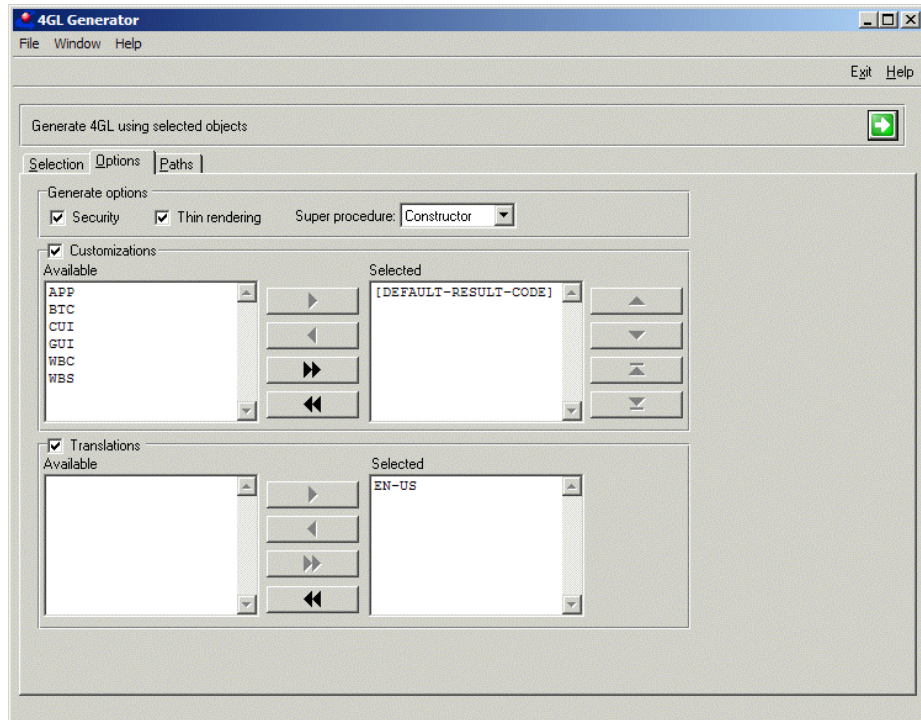 4GL Generator
File Window Help
Exit Help
Generate 4GL using selected objects
Selection Options Paths
Generate options
Security Thin rendering Super procedure: Constructor
Customizations
Available Selected
APP [DEFAULT-RESULT-CODE]
BTC
CUI
GUI
WBC
WBS
Translations
Available Selected
EN-US